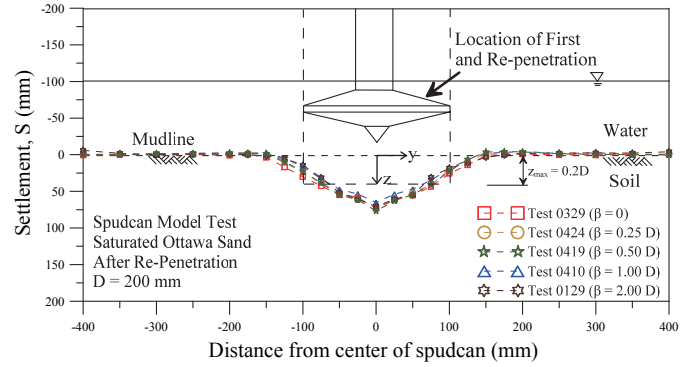 -200
-150
-100
-50
0
50
100
150
200
Settlement, S (mm)
Location of First
and Re-penetration
Mudline
Water
y
z
zmax = 0.2D
Soil
Spudcan Model Test
Saturated Ottawa Sand
After Re-Penetration
D = 200 mm
Test 0329 (β = 0)
Test 0424 (β = 0.25 D)
Test 0419 (β = 0.50 D)
Test 0410 (β = 1.00 D)
Test 0129 (β = 2.00 D)
-400 -300 -200 -100 0 100 200 300 400
Distance from center of spudcan (mm)